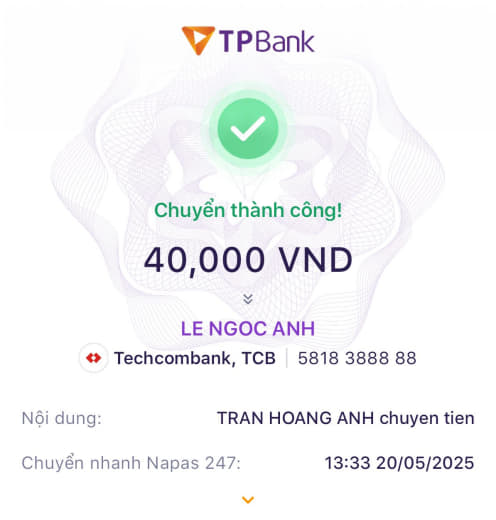 TPBank
Chuyển thành công!
40,000 VND
LE NGOC ANH
Techcombank, TCB | 5818 3888 88
Nội dung: TRAN HOANG ANH chuyen tien
Chuyển nhanh Napas 247: 13:33 20/05/2025